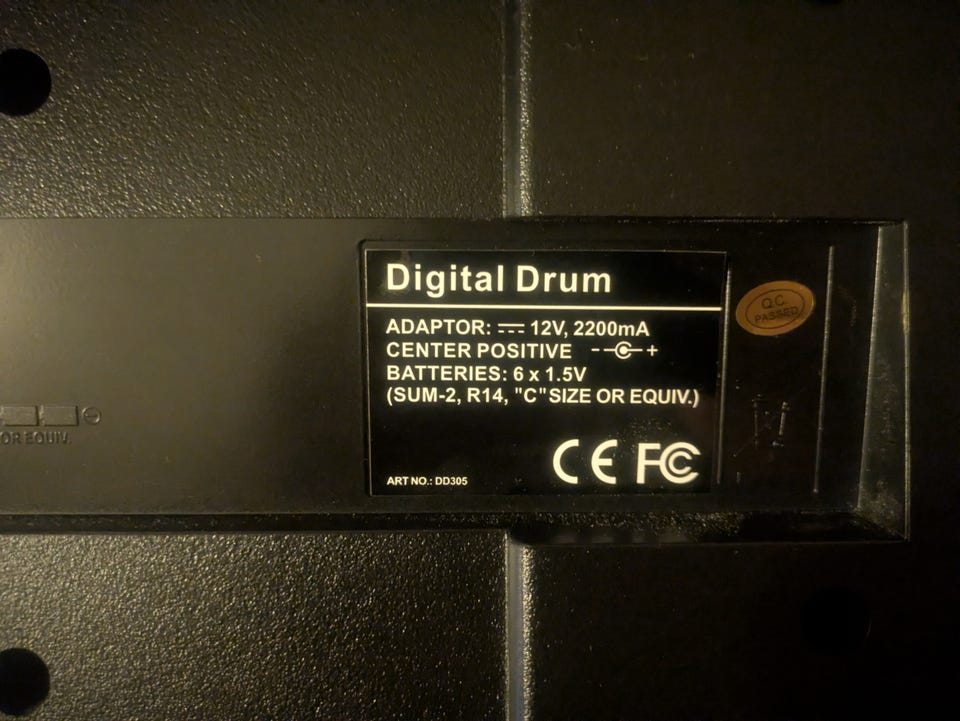 Digital Drum
ADAPTOR: ⎓ 12V, 2200mA
CENTER POSITIVE - +
BATTERIES: 6 x 1.5V
(SUM-2, R14, "C" SIZE OR EQUIV.)
CE FC
ART NO.: DD305
Q.C.
PASSED
OR EQUIV.